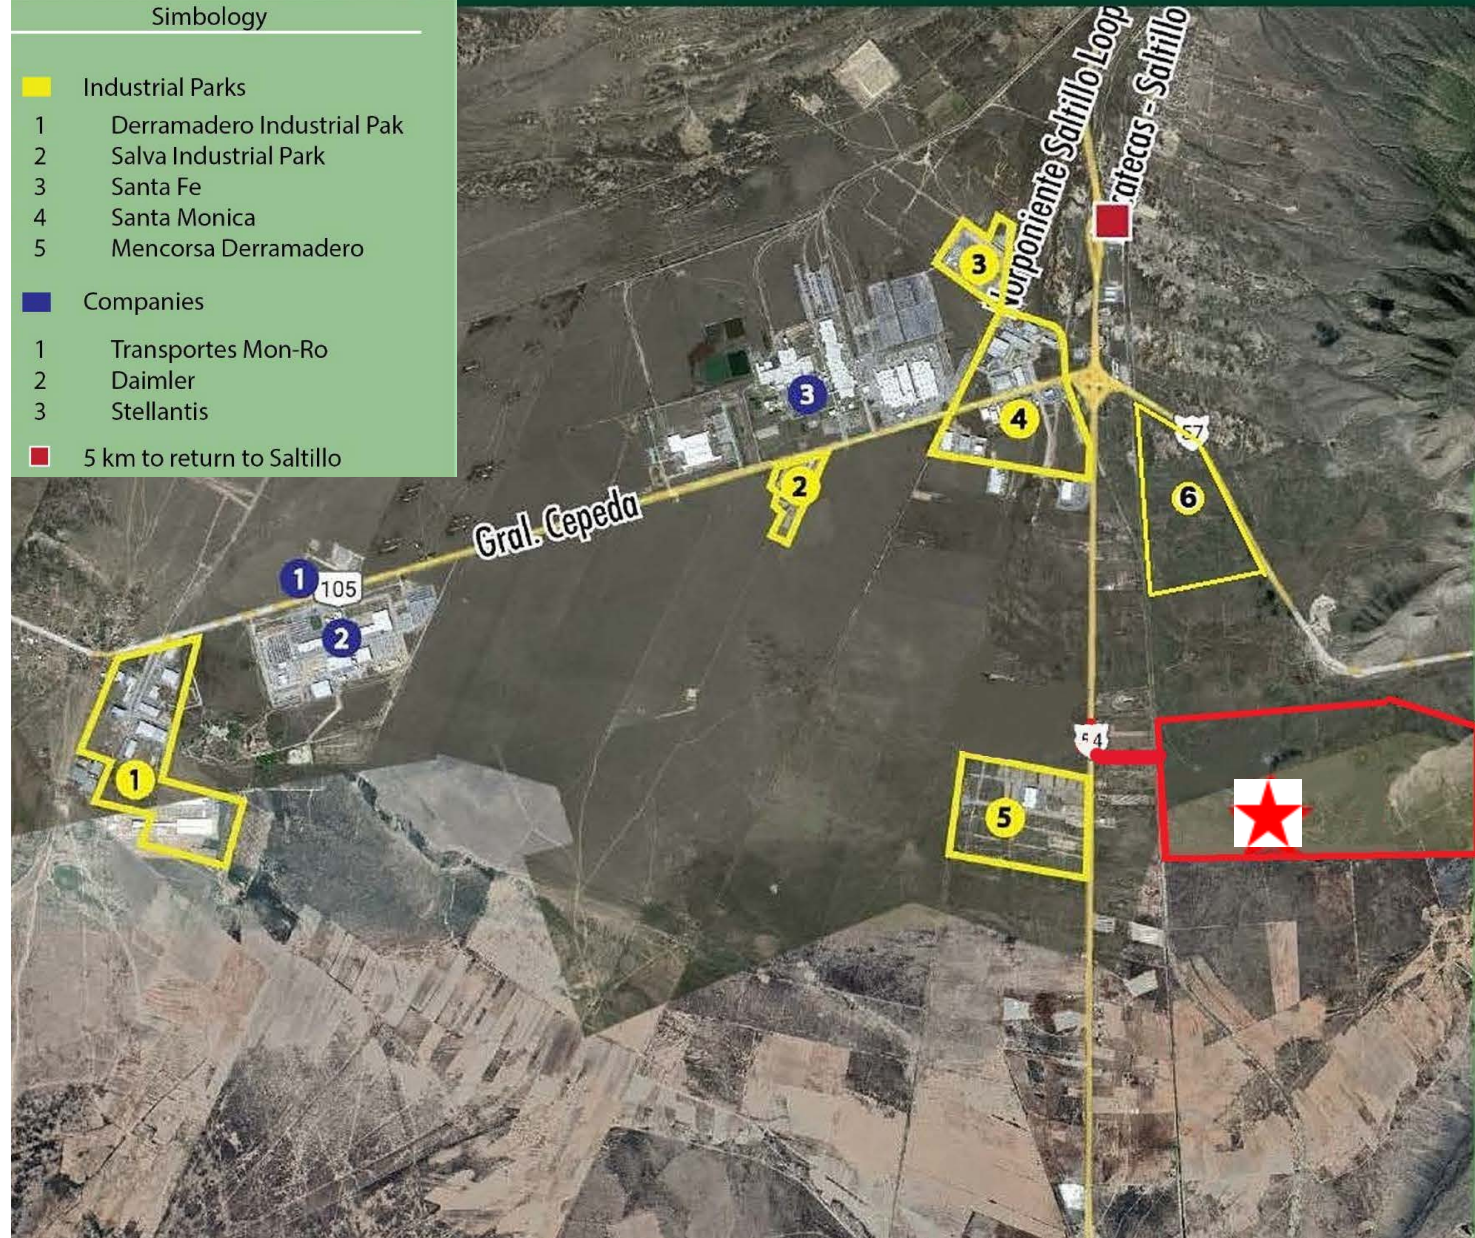 Simbology
Industrial Parks
1 Derramadero Industrial Pak
2 Salva Industrial Park
3 Santa Fe
4 Santa Monica
5 Mencorsa Derramadero
Companies
1 Transportes Mon-Ro
2 Daimler
3 Stellantis
5 km to return to Saltillo
Norponiente Saltillo Loop
catecas - Saltillo
3
3
4
57
2
6
Gral. Cepeda
1
105
2
54
1
5